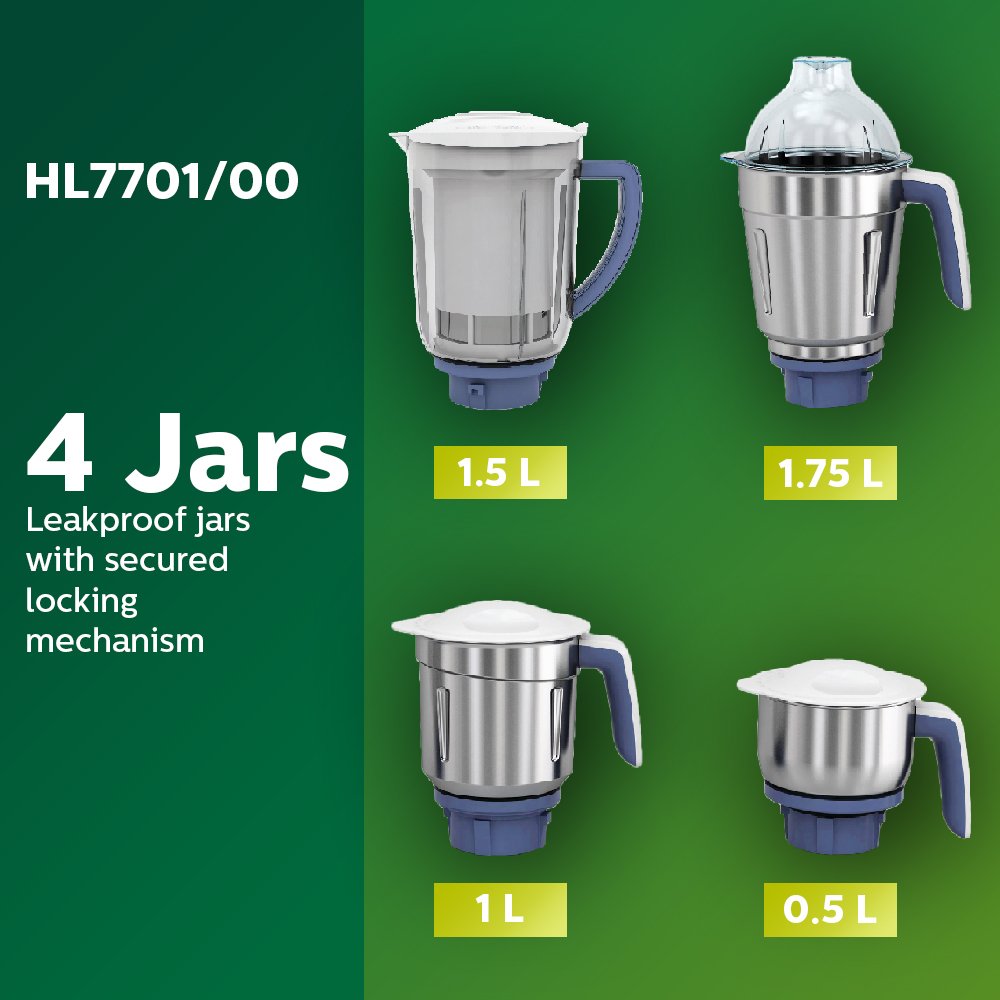 HL7701/00
4 Jars
Leakproof jars
with secured
locking
mechanism
1.5 L
1.75 L
1 L
0.5 L